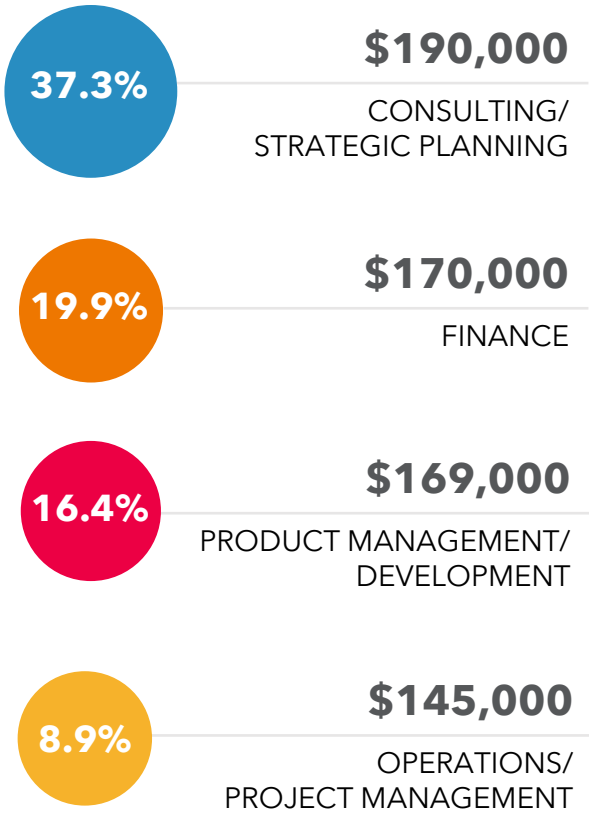 37.3%
$190,000
CONSULTING/
STRATEGIC PLANNING
19.9%
$170,000
FINANCE
16.4%
$169,000
PRODUCT MANAGEMENT/
DEVELOPMENT
8.9%
$145,000
OPERATIONS/
PROJECT MANAGEMENT